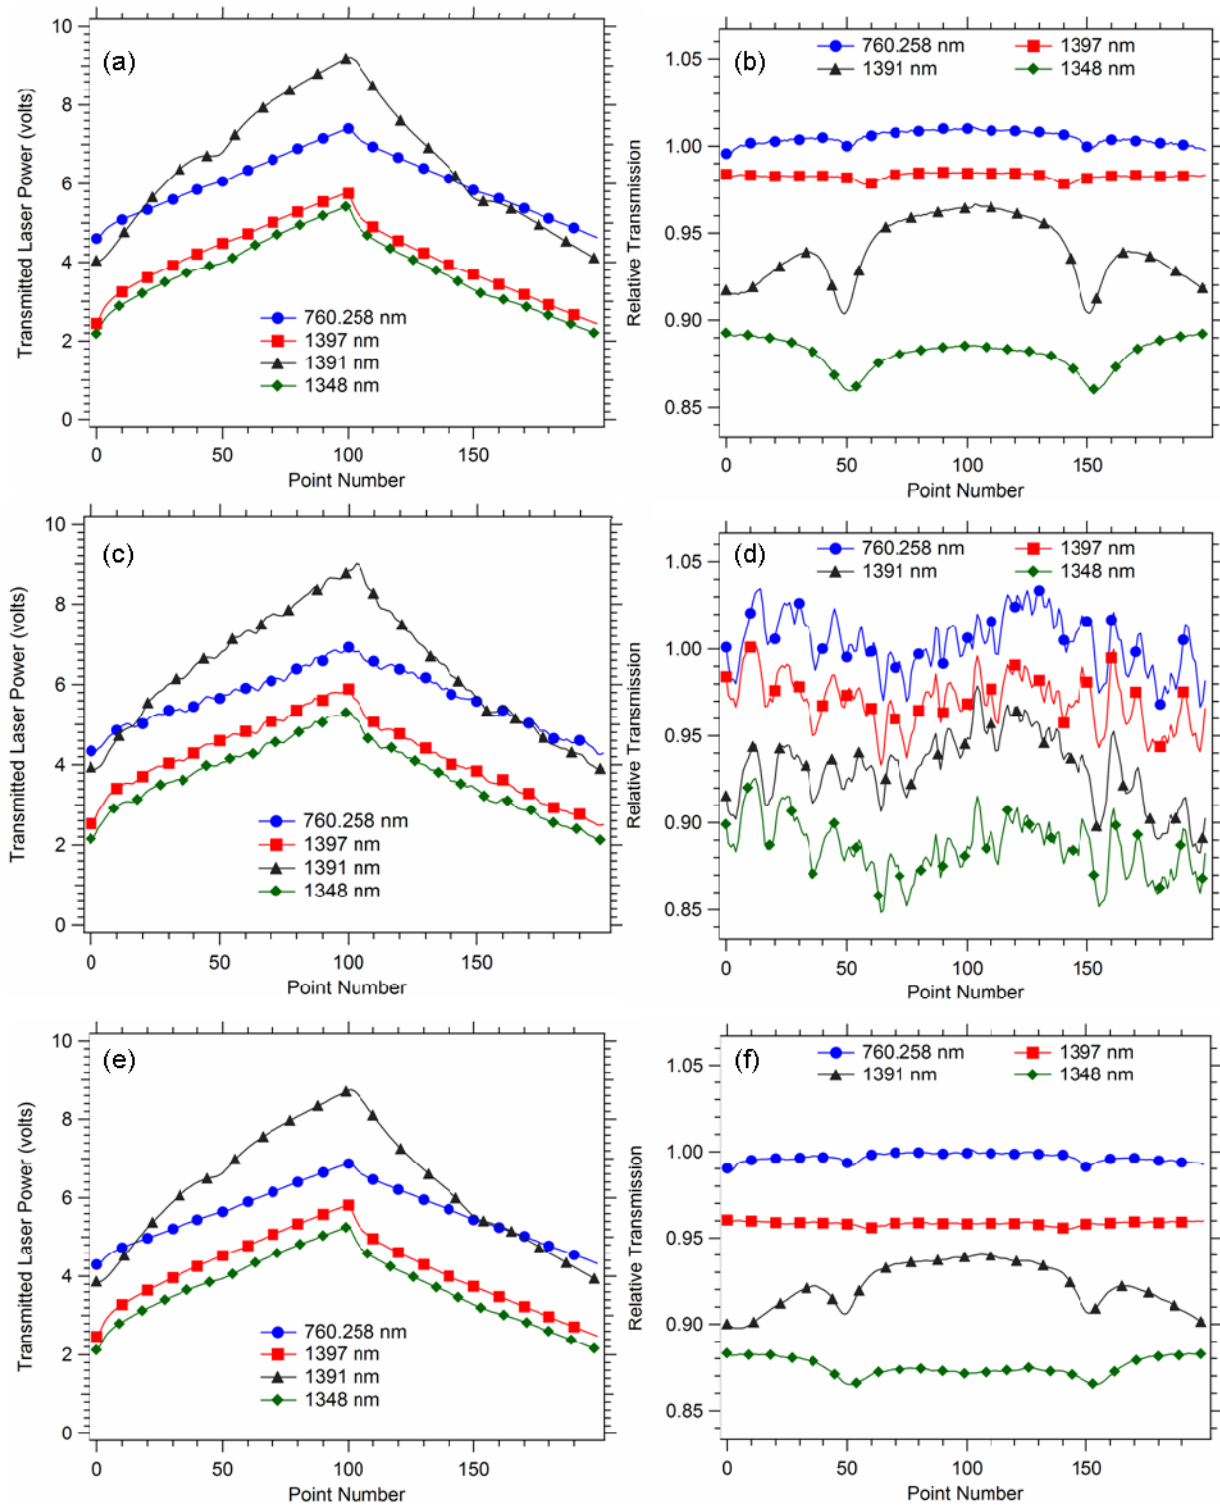 (a)
Transmitted Laser Power (volts)
10
8
6
4
2
0
760.258 nm
1397 nm
1391 nm
1348 nm
0 50 100 150
Point Number
(b)
Relative Transmission
760.258 nm 1397 nm
1391 nm 1348 nm
1.05
1.00
0.95
0.90
0.85
0 50 100 150
Point Number
(c)
Transmitted Laser Power (volts)
10
8
6
4
2
0
760.258 nm
1397 nm
1391 nm
1348 nm
0 50 100 150
Point Number
(d)
Relative Transmission
760.258 nm 1397 nm
1391 nm 1348 nm
1.05
1.00
0.95
0.90
0.85
0 50 100 150
Point Number
(e)
Transmitted Laser Power (volts)
10
8
6
4
2
0
760.258 nm
1397 nm
1391 nm
1348 nm
0 50 100 150
Point Number
(f)
Relative Transmission
760.258 nm 1397 nm
1391 nm 1348 nm
1.05
1.00
0.95
0.90
0.85
0 50 100 150
Point Number